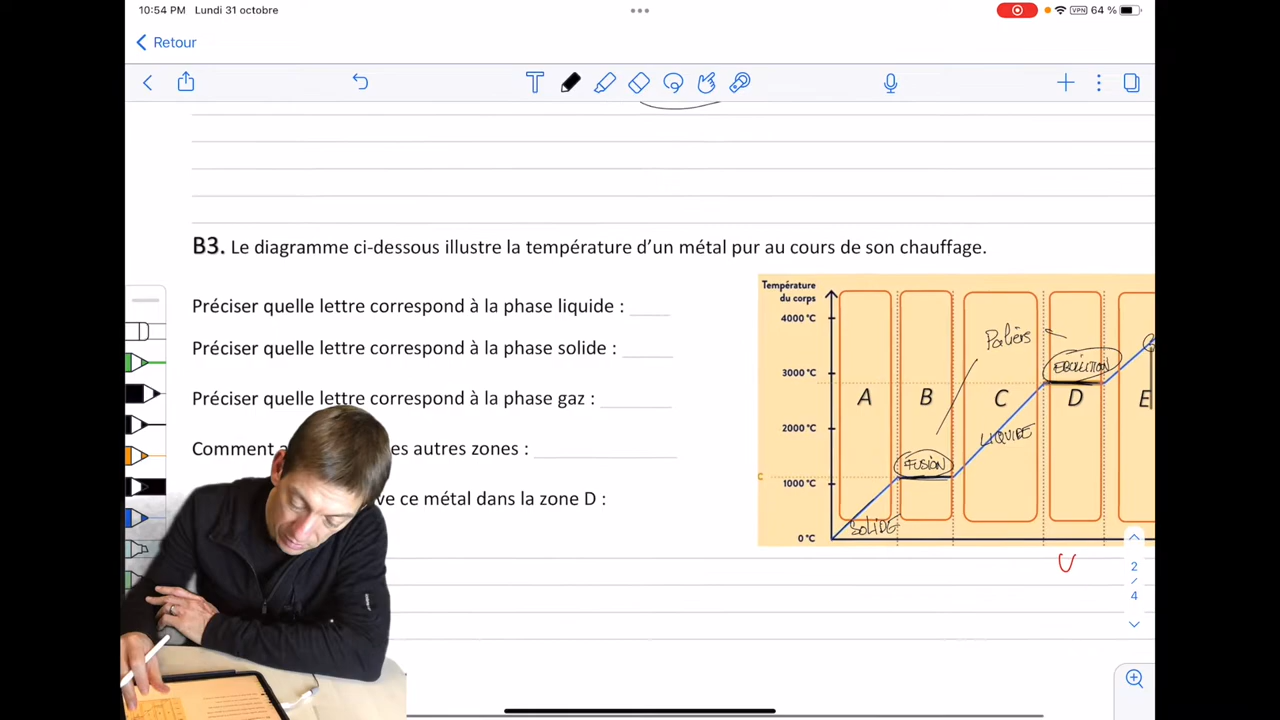 10:54 PM Lundi 31 octobre
VPN 64 %
Retour
B3. Le diagramme ci-dessous illustre la température d'un métal pur au cours de son chauffage.
Préciser quelle lettre correspond à la phase liquide :
Préciser quelle lettre correspond à la phase solide :
Préciser quelle lettre correspond à la phase gaz :
Comment es autres zones :
ve ce métal dans la zone D :
Température
du corps
4000 °C
3000 °C
2000 °C
1000 °C
0 °C
C
A
B
C
D
E
Paliers
EBULLITION
LIQUIDE
FUSION
SOLIDE
2
/
4